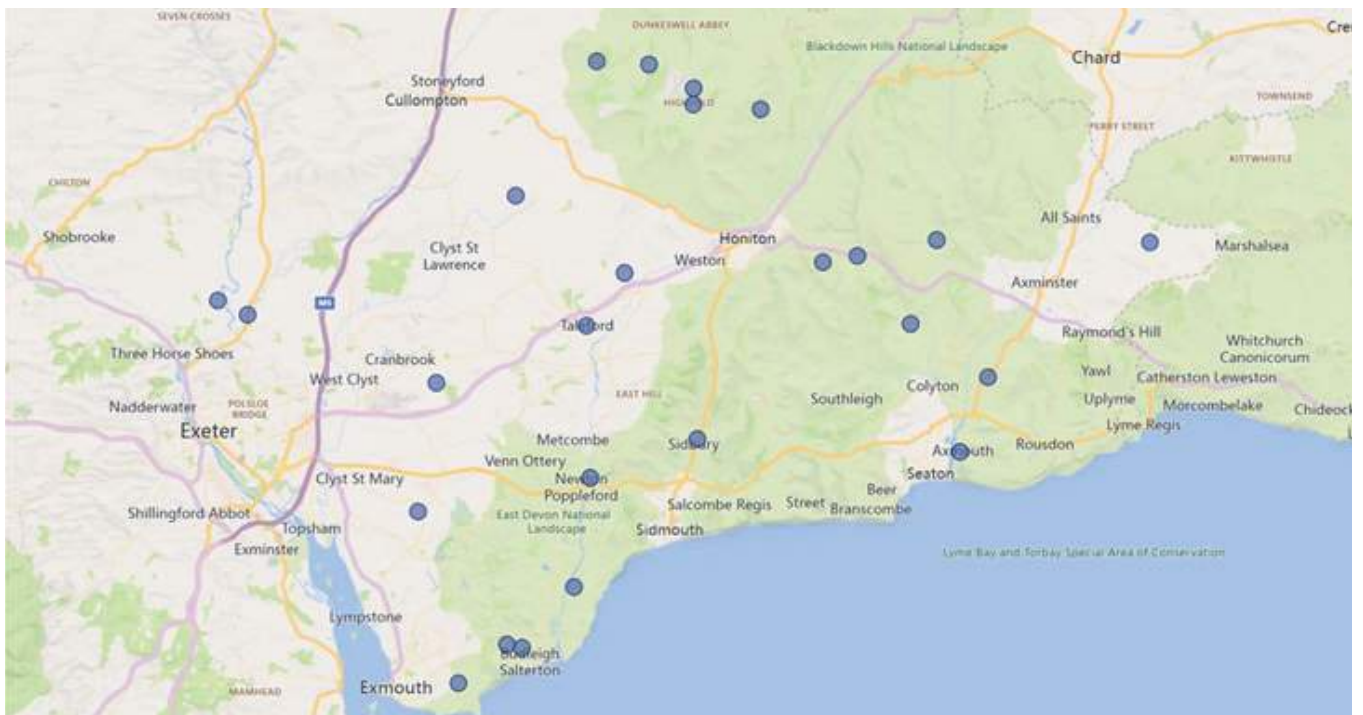 SEVEN CROSSES
DUNKESWELL ABBEY
Blackdown Hills National Landscape
Chard
Stoneyford
Cullompton
TOWNSEND
PERRY STREET
KITTWHISTLE
CHILTON
Shobrooke
All Saints
Marshalsea
Honiton
Weston
Clyst St
Lawrence
M5
Axminster
Raymond's Hill
Whitchurch
Canonicorum
Three Horse Shoes
Cranbrook
West Clyst
Yawl
Catherston Leweston
Colyton
Southleigh
EAST HILL
Uplyme
Morcombelake
Chideock
Nadderwater
POLSLOE
BRIDGE
Exeter
Lyme Regis
Metcombe
Sidbury
Rousdon
Axmouth
Venn Ottery
Seaton
Clyst St Mary
Poppleford
Beer
Salcombe Regis
Street
Branscombe
Shillingford Abbot
East Devon National
Landscape
Topsham
Sidmouth
Exminster
Lyme Bay and Torbay Special Area of Conservation
Lympstone
Salterton
Exmouth
MAMHEAD